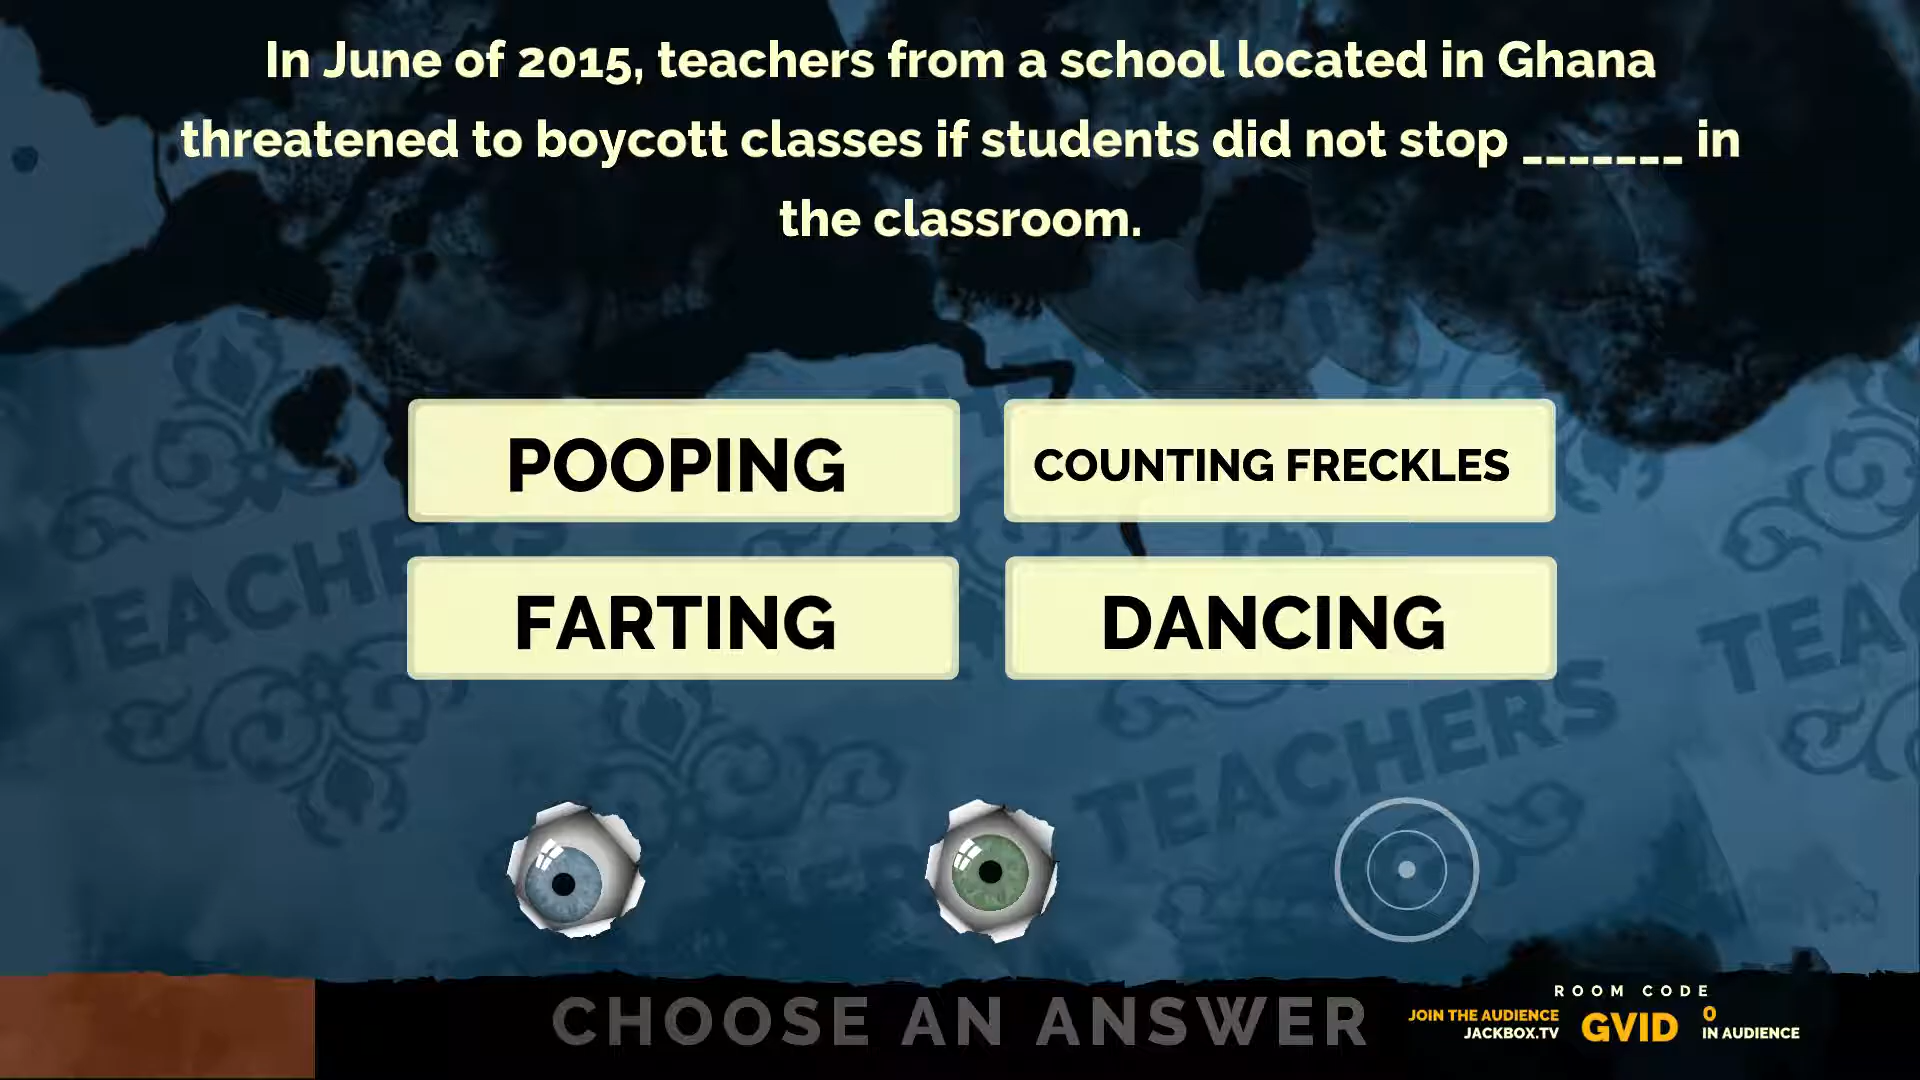 In June of 2015, teachers from a school located in Ghana
threatened to boycott classes if students did not stop _______ in
the classroom.
POOPING
COUNTING FRECKLES
FARTING
DANCING
TEACHERS
TEACHERS
CHOOSE AN ANSWER
ROOM CODE
JOIN THE AUDIENCE
JACKBOX.TV
GVID
0
IN AUDIENCE